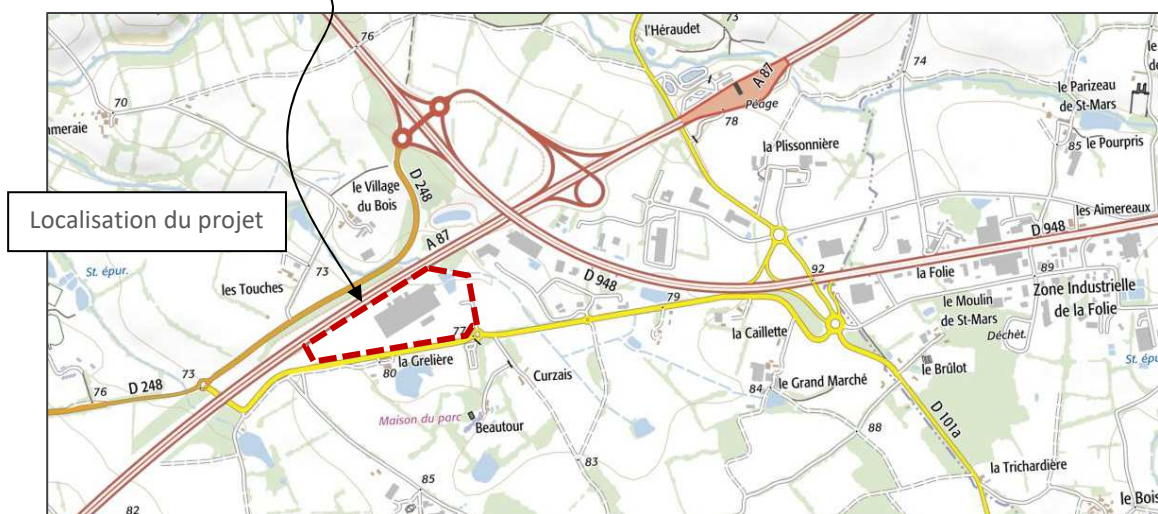 l'Héraudet
73
76
74
le
de
A 87
Péage
78
le Parizeau
de St-Mars
85
le Pourpris
70
mmeraie
la Plissonnière
le Village
du Bois
D 248
Localisation du projet
A 87
les Aimereaux
D 948
St. épur.
73
les Touches
92
la Folie
89
D 948
79
Zone Industrielle
de la Folie
le Moulin
de St-Mars
Déchèt.
77
la Caillette
St. épu
73
76
D 248
80
la Grelière
Curzais
84
le Grand Marché
le Brûlot
Maison du parc
Beautour
D 101a
88
83
85
la Trichardière
82
le Bois